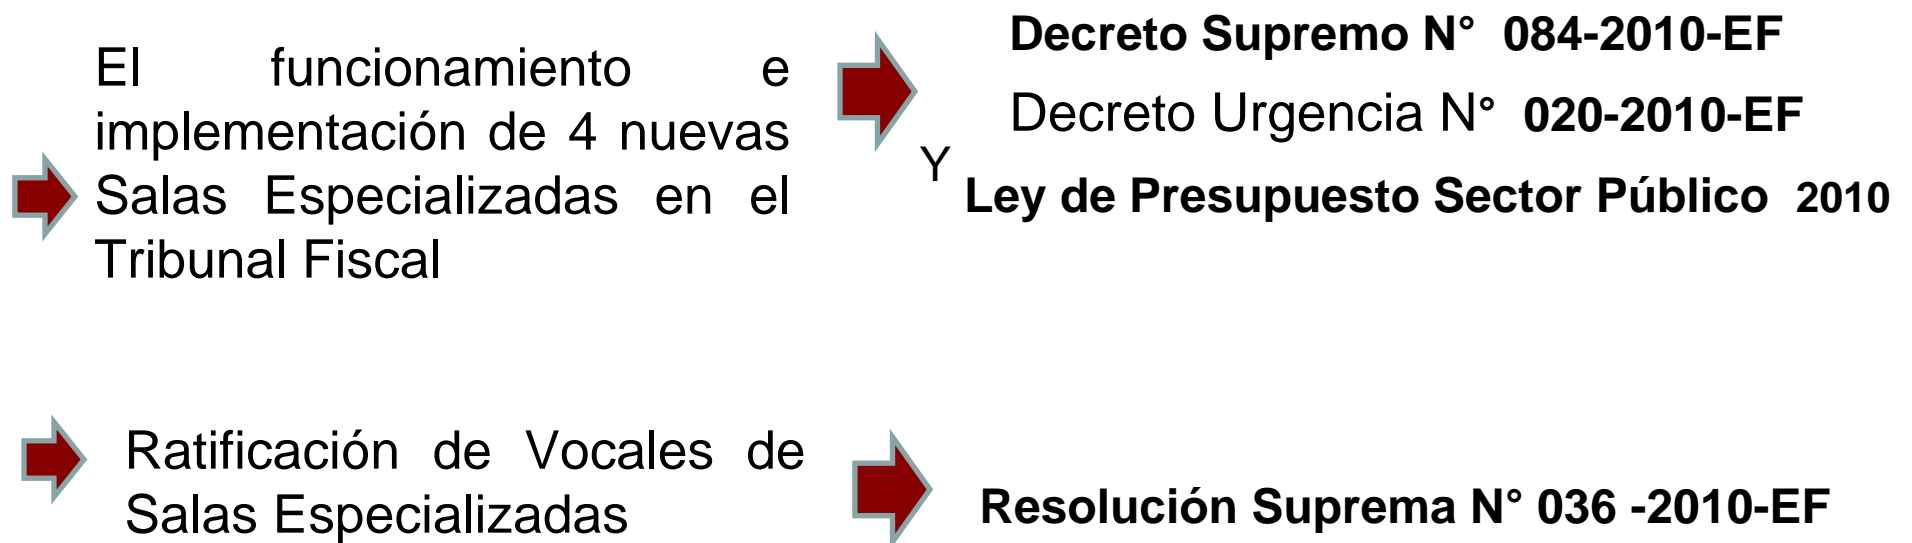 El funcionamiento e
implementación de 4 nuevas
Salas Especializadas en el
Tribunal Fiscal
Decreto Supremo N° 084-2010-EF
Decreto Urgencia N° 020-2010-EF
Y
Ley de Presupuesto Sector Público 2010
Ratificación de Vocales de
Salas Especializadas
Resolución Suprema N° 036 -2010-EF